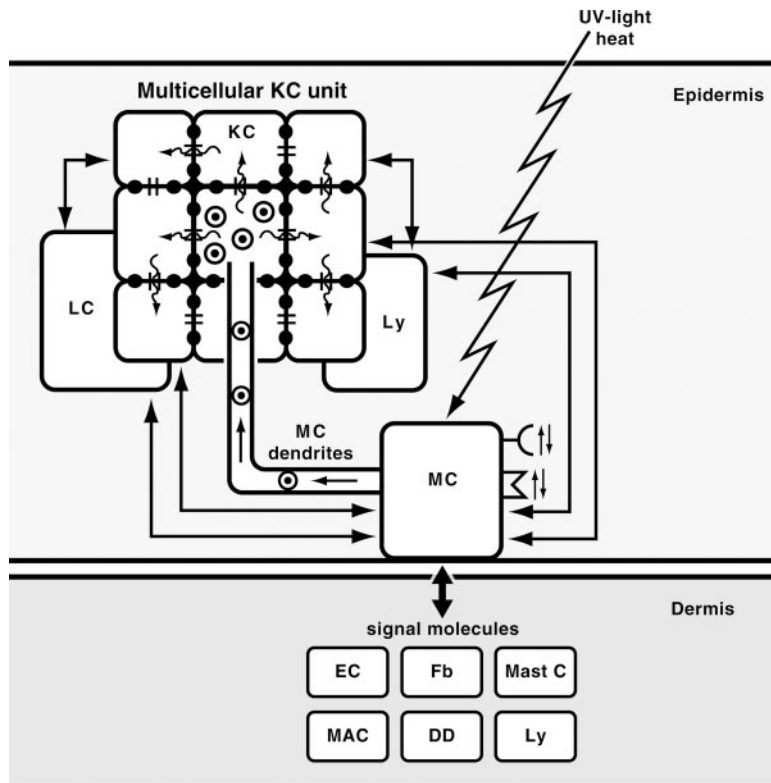 UV-light
heat
Epidermis
Multicellular KC unit
KC
LC
Ly
MC
dendrites
MC
Dermis
signal molecules
EC
Fb
Mast C
MAC
DD
Ly